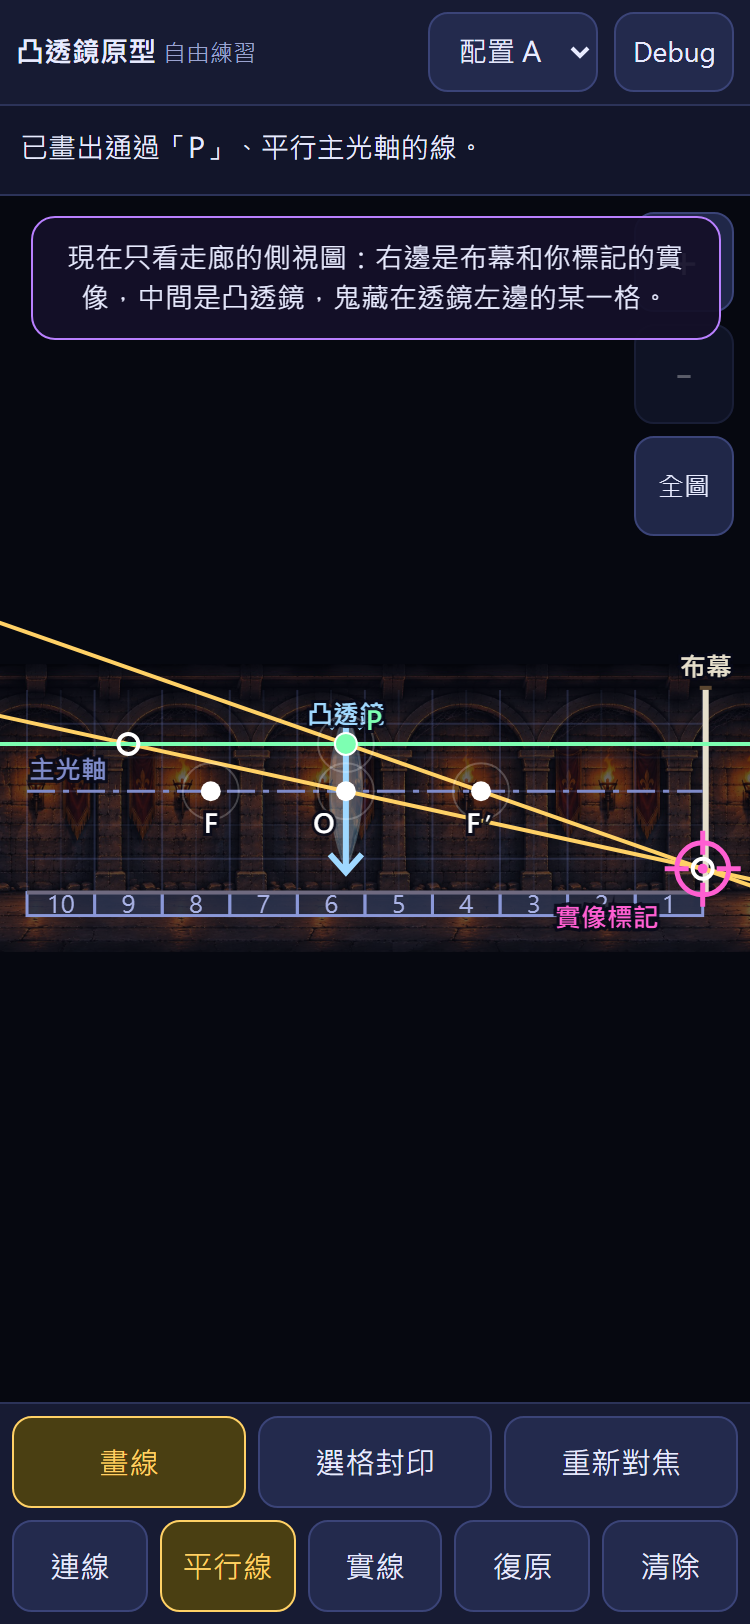 凸透鏡原型 自由練習 配置 A Debug
已畫出通過「P」、平行主光軸的線。
現在只看走廊的側視圖：右邊是布幕和你標記的實
像，中間是凸透鏡，鬼藏在透鏡左邊的某一格。
−
全圖
布幕
凸透鏡
P
主光軸
F
O
F′
10 9 8 7 6 5 4 3 2 1
實像標記
畫線 選格封印 重新對焦
連線 平行線 實線 復原 清除